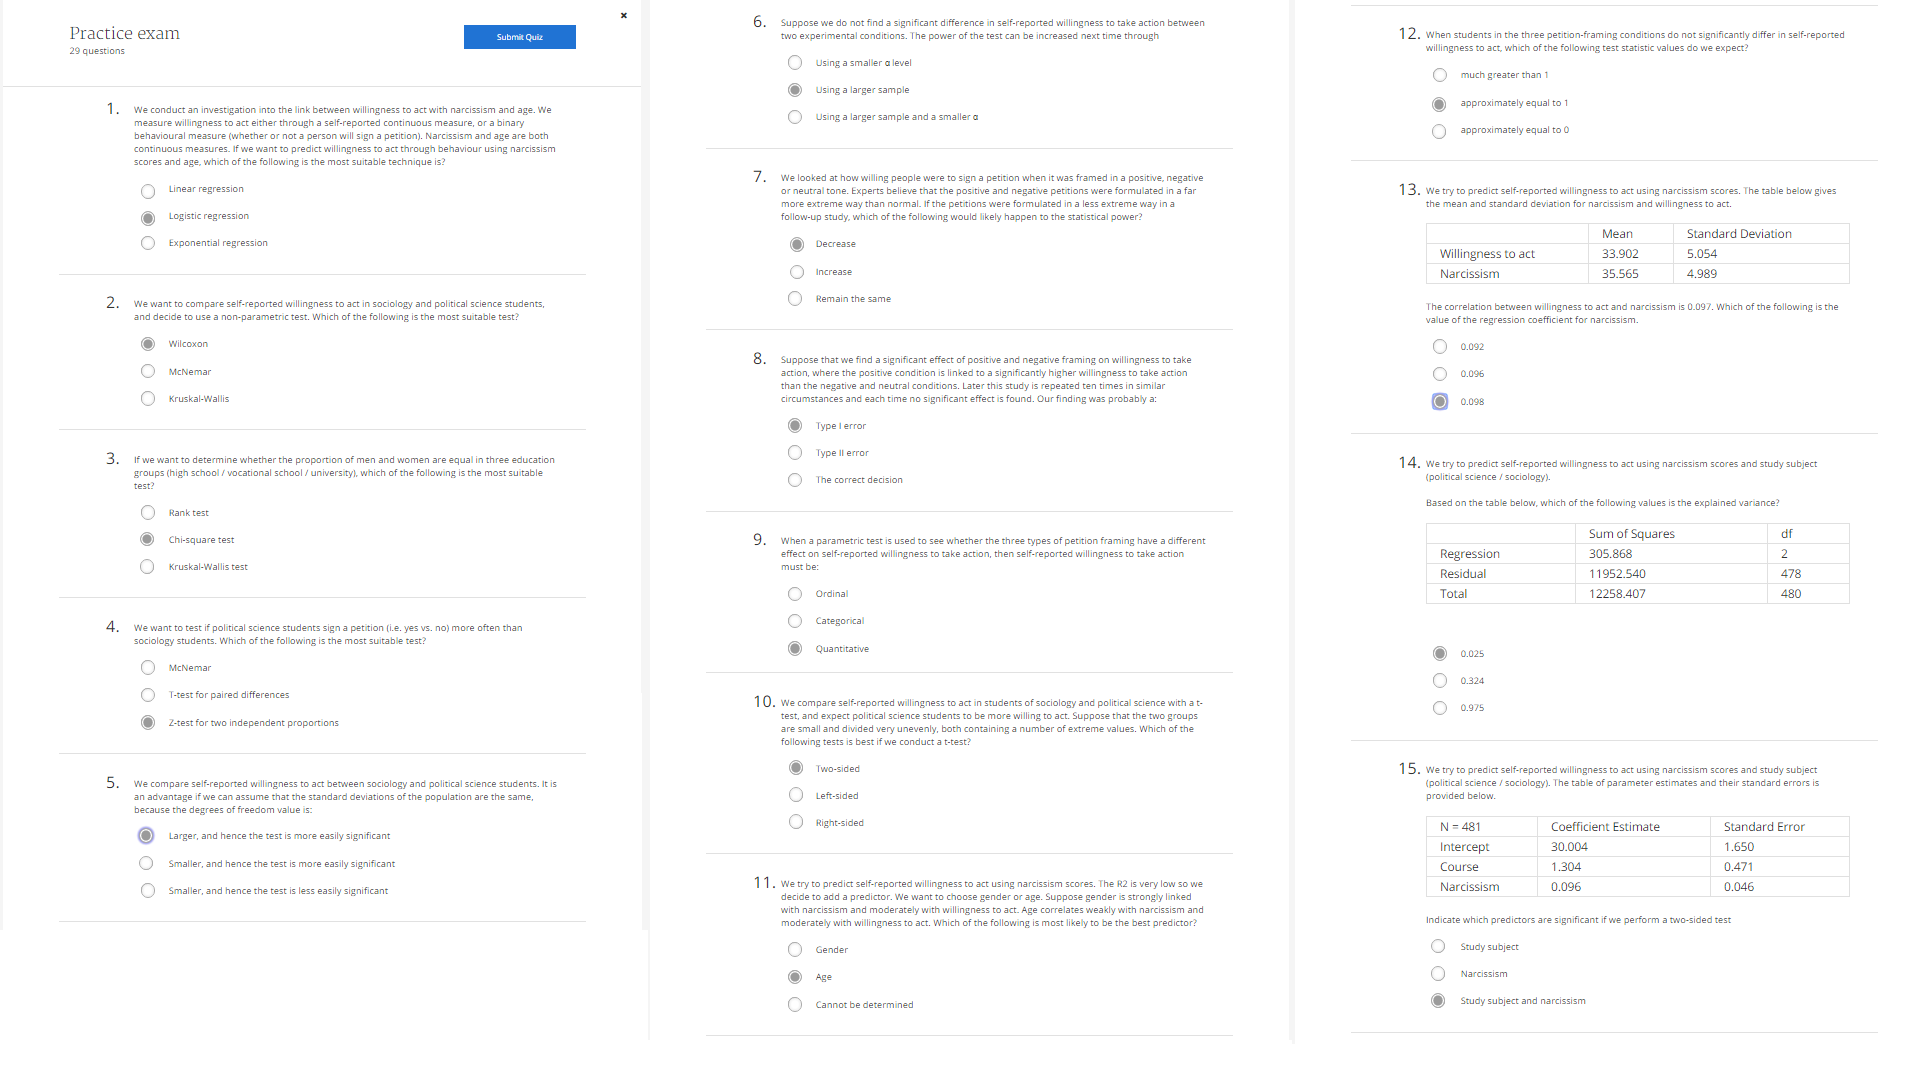 Practice exam
29 questions
Submit Quiz
×
1. We conduct an investigation into the link between willingness to act with narcissism and age. We
measure willingness to act either through a self-reported continuous measure, or a binary
behavioural measure (whether or not a person will sign a petition). Narcissism and age are both
continuous measures. If we want to predict willingness to act through behaviour using narcissism
scores and age, which of the following is the most suitable technique is?
Linear regression
Logistic regression
Exponential regression
2. We want to compare self-reported willingness to act in sociology and political science students,
and decide to use a non-parametric test. Which of the following is the most suitable test?
Wilcoxon
McNemar
Kruskal-Wallis
3. If we want to determine whether the proportion of men and women are equal in three education
groups (high school / vocational school / university), which of the following is the most suitable
test?
Rank test
Chi-square test
Kruskal-Wallis test
4. We want to test if political science students sign a petition (i.e. yes vs. no) more often than
sociology students. Which of the following is the most suitable test?
McNemar
T-test for paired differences
Z-test for two independent proportions
5. We compare self-reported willingness to act between sociology and political science students. It is
an advantage if we can assume that the standard deviations of the population are the same,
because the degrees of freedom value is:
Larger, and hence the test is more easily significant
Smaller, and hence the test is more easily significant
Smaller, and hence the test is less easily significant
6. Suppose we do not find a significant difference in self-reported willingness to take action between
two experimental conditions. The power of the test can be increased next time through
Using a smaller α level
Using a larger sample
Using a larger sample and a smaller α
7. We looked at how willing people were to sign a petition when it was framed in a positive, negative
or neutral tone. Experts believe that the positive and negative petitions were formulated in a far
more extreme way than normal. If the petitions were formulated in a less extreme way in a
follow-up study, which of the following would likely happen to the statistical power?
Decrease
Increase
Remain the same
8. Suppose that we find a significant effect of positive and negative framing on willingness to take
action, where the positive condition is linked to a significantly higher willingness to take action
than the negative and neutral conditions. Later this study is repeated ten times in similar
circumstances and each time no significant effect is found. Our finding was probably a:
Type I error
Type II error
The correct decision
9. When a parametric test is used to see whether the three types of petition framing have a different
effect on self-reported willingness to take action, then self-reported willingness to take action
must be:
Ordinal
Categorical
Quantitative
10. We compare self-reported willingness to act in students of sociology and political science with a t-
test, and expect political science students to be more willing to act. Suppose that the two groups
are small and divided very unevenly, both containing a number of extreme values. Which of the
following tests is best if we conduct a t-test?
Two-sided
Left-sided
Right-sided
11. We try to predict self-reported willingness to act using narcissism scores. The R2 is very low so we
decide to add a predictor. We want to choose gender or age. Suppose gender is strongly linked
with narcissism and moderately with willingness to act. Age correlates weakly with narcissism and
moderately with willingness to act. Which of the following is most likely to be the best predictor?
Gender
Age
Cannot be determined
12. When students in the three petition-framing conditions do not significantly differ in self-reported
willingness to act, which of the following test statistic values do we expect?
much greater than 1
approximately equal to 1
approximately equal to 0
13. We try to predict self-reported willingness to act using narcissism scores. The table below gives
the mean and standard deviation for narcissism and willingness to act.
Mean Standard Deviation
Willingness to act 33.902 5.054
Narcissism 35.565 4.989
The correlation between willingness to act and narcissism is 0.097. Which of the following is the
value of the regression coefficient for narcissism.
0.092
0.096
0.098
14. We try to predict self-reported willingness to act using narcissism scores and study subject
(political science / sociology).
Based on the table below, which of the following values is the explained variance?
Sum of Squares df
Regression 305.868 2
Residual 11952.540 478
Total 12258.407 480
0.025
0.324
0.975
15. We try to predict self-reported willingness to act using narcissism scores and study subject
(political science / sociology). The table of parameter estimates and their standard errors is
provided below.
N = 481 Coefficient Estimate Standard Error
Intercept 30.004 1.650
Course 1.304 0.471
Narcissism 0.096 0.046
Indicate which predictors are significant if we perform a two-sided test
Study subject
Narcissism
Study subject and narcissism